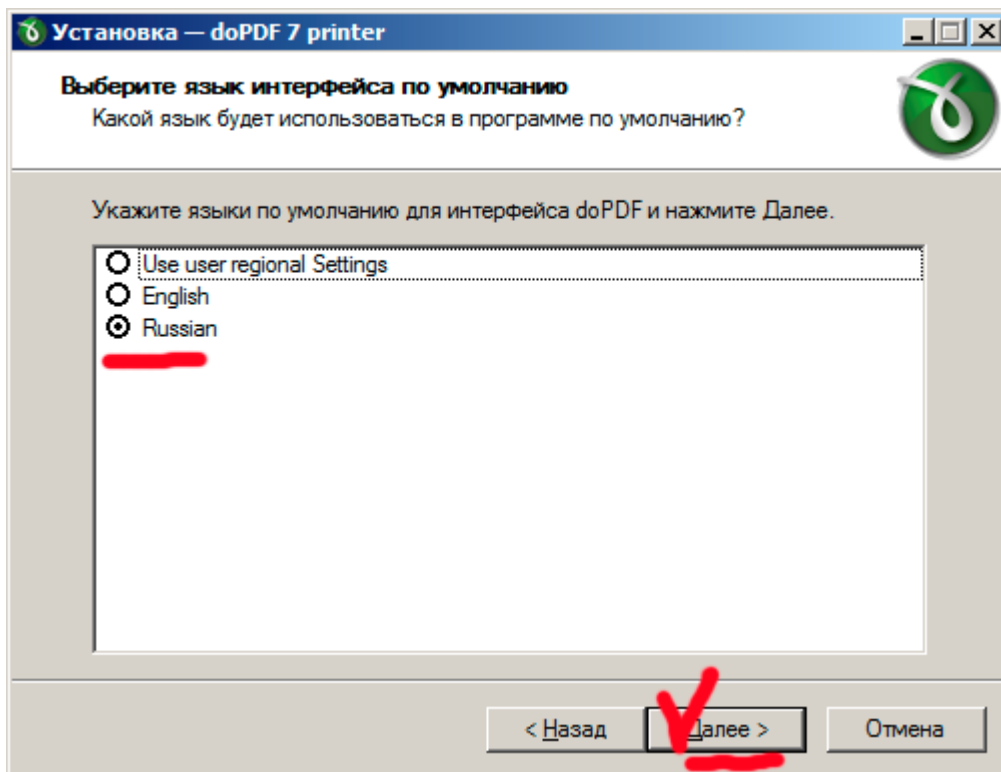 Установка — doPDF 7 printer
Выберите язык интерфейса по умолчанию
Какой язык будет использоваться в программе по умолчанию?
Укажите языки по умолчанию для интерфейса doPDF и нажмите Далее.
Use user regional Settings
English
Russian
< Назад Далее > Отмена